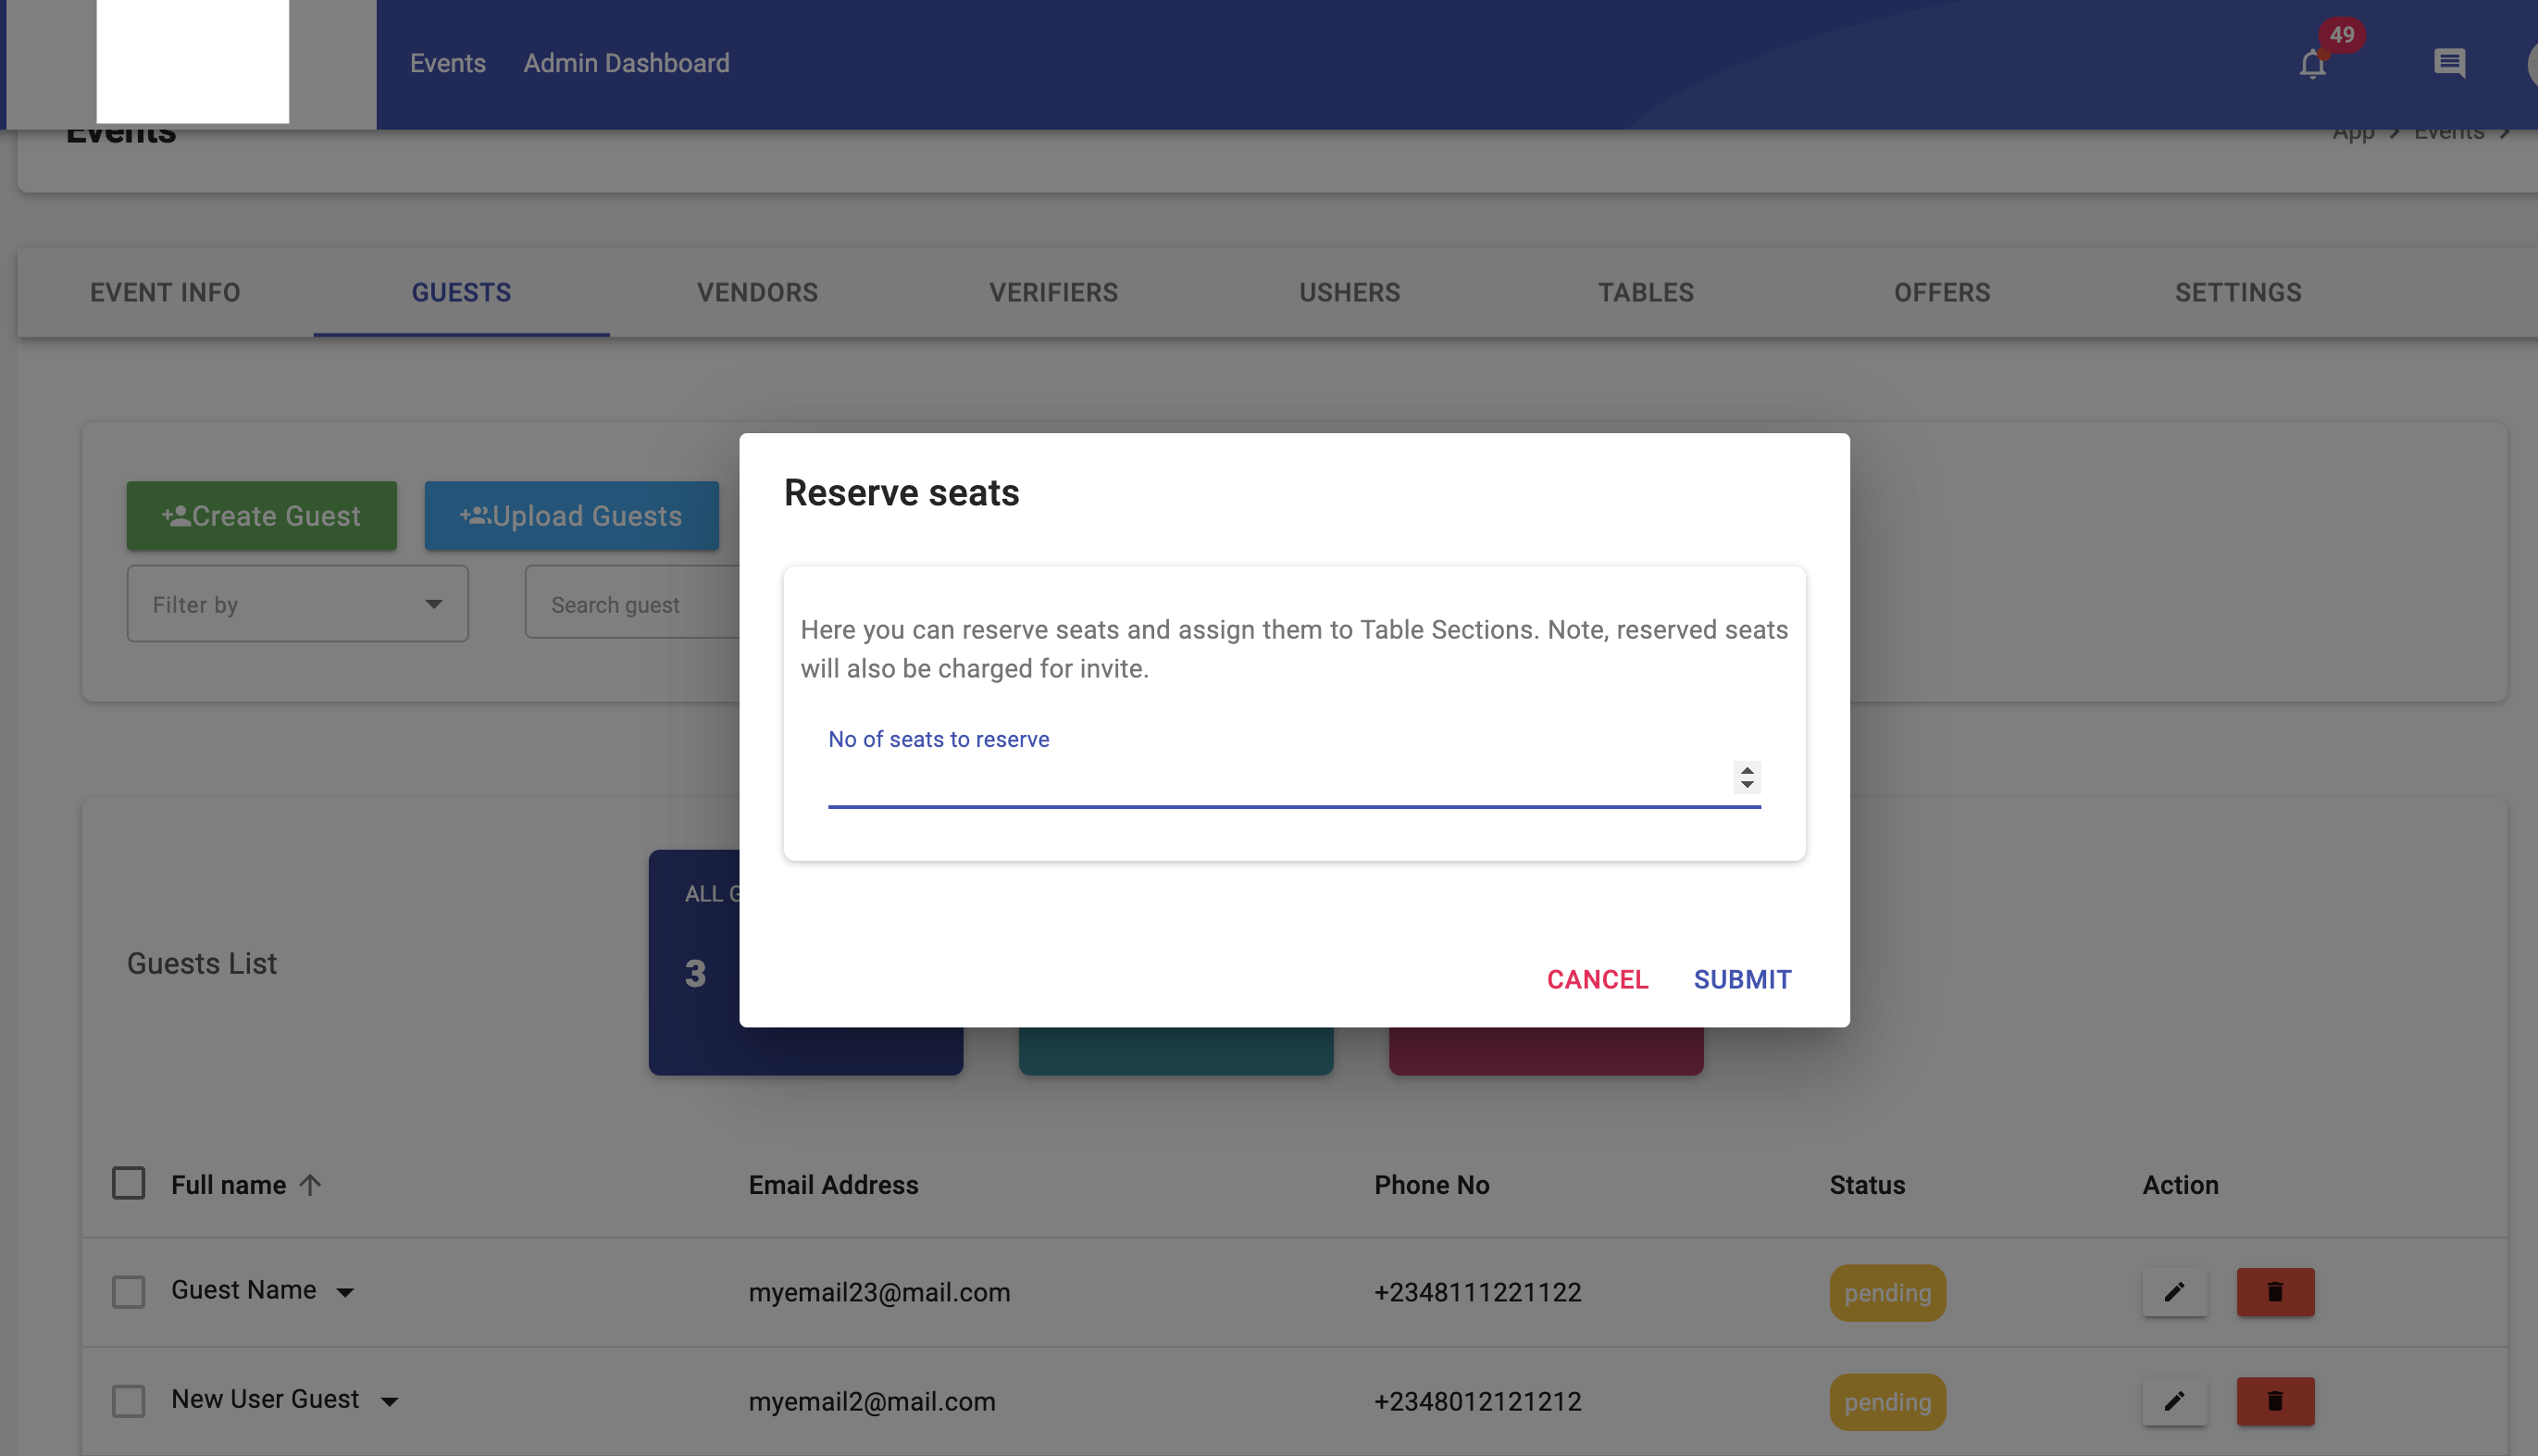 Events Admin Dashboard 49
Events App Events
EVENT INFO GUESTS VENDORS VERIFIERS USHERS TABLES OFFERS SETTINGS
Create Guest Upload Guests
Filter by Search guest
Reserve seats
Here you can reserve seats and assign them to Table Sections. Note, reserved seats
will also be charged for invite.
No of seats to reserve
CANCEL SUBMIT
ALL G
Guests List
3
Full name Email Address Phone No Status Action
Guest Name myemail23@mail.com +2348111221122 pending
New User Guest myemail2@mail.com +2348012121212 pending